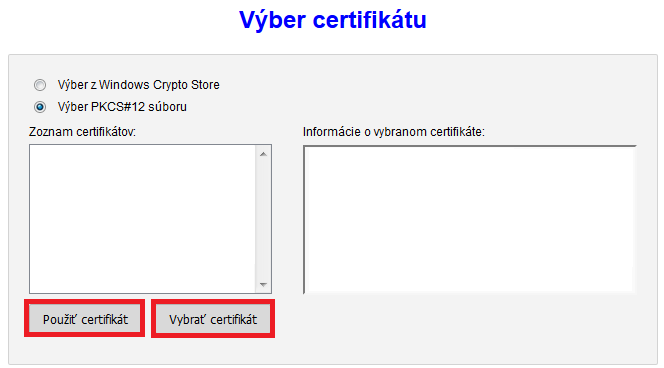 Výber certifikátu
Výber z Windows Crypto Store
Výber PKCS#12 súboru
Zoznam certifikátov:
Informácie o vybranom certifikáte:
Použiť certifikát
Vybrať certifikát